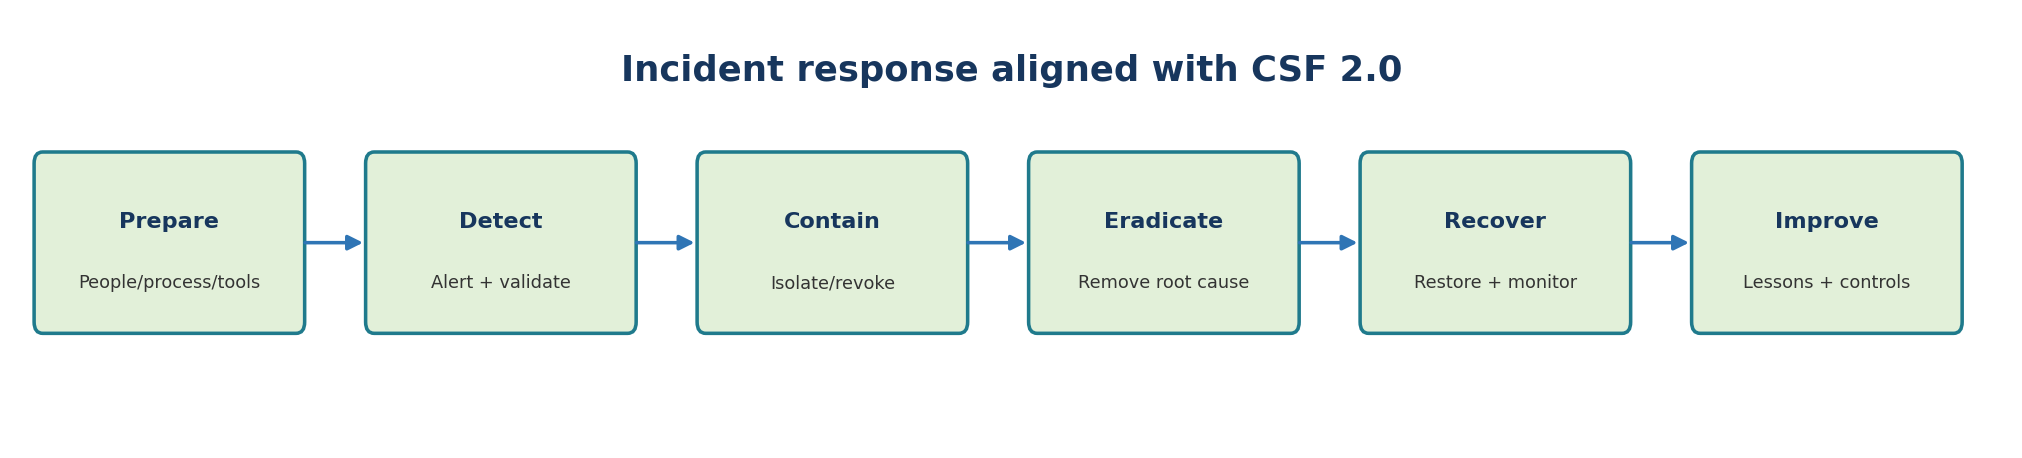 Incident response aligned with CSF 2.0
Prepare
People/process/tools
Detect
Alert + validate
Contain
Isolate/revoke
Eradicate
Remove root cause
Recover
Restore + monitor
Improve
Lessons + controls